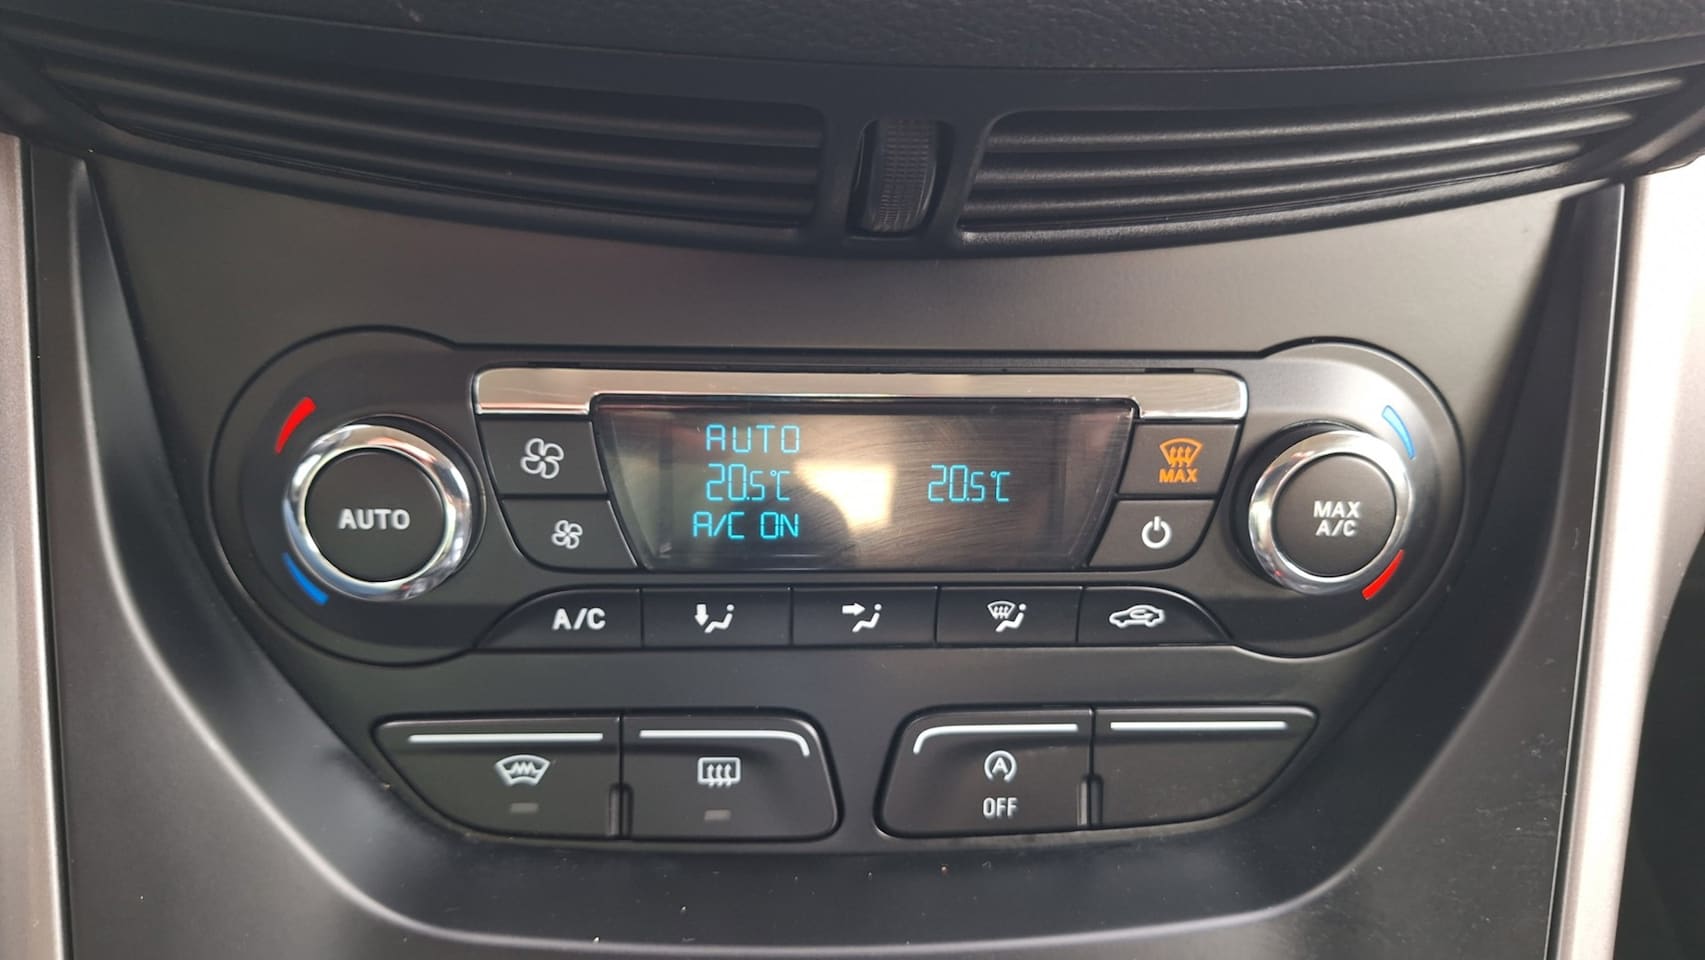 AUTO
20.5°C 20.5°C
A/C ON
MAX
AUTO
MAX
A/C
A/C
A
OFF